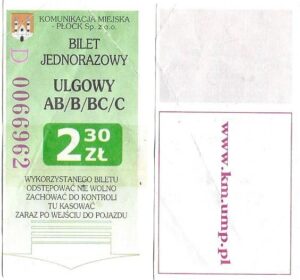 KOMUNIKACJA MIEJSKA
- PŁOCK Sp. z o.o.
BILET
JEDNORAZOWY
ULGOWY
AB/B/BC/C
2 30
ZŁ
WYKORZYSTANEGO BILETU
ODSTĘPOWAĆ NIE WOLNO
ZACHOWAĆ DO KONTROLI
TU KASOWAĆ
ZARAZ PO WEJŚCIU DO POJAZDU
D 0066962
www.km.ump.pl